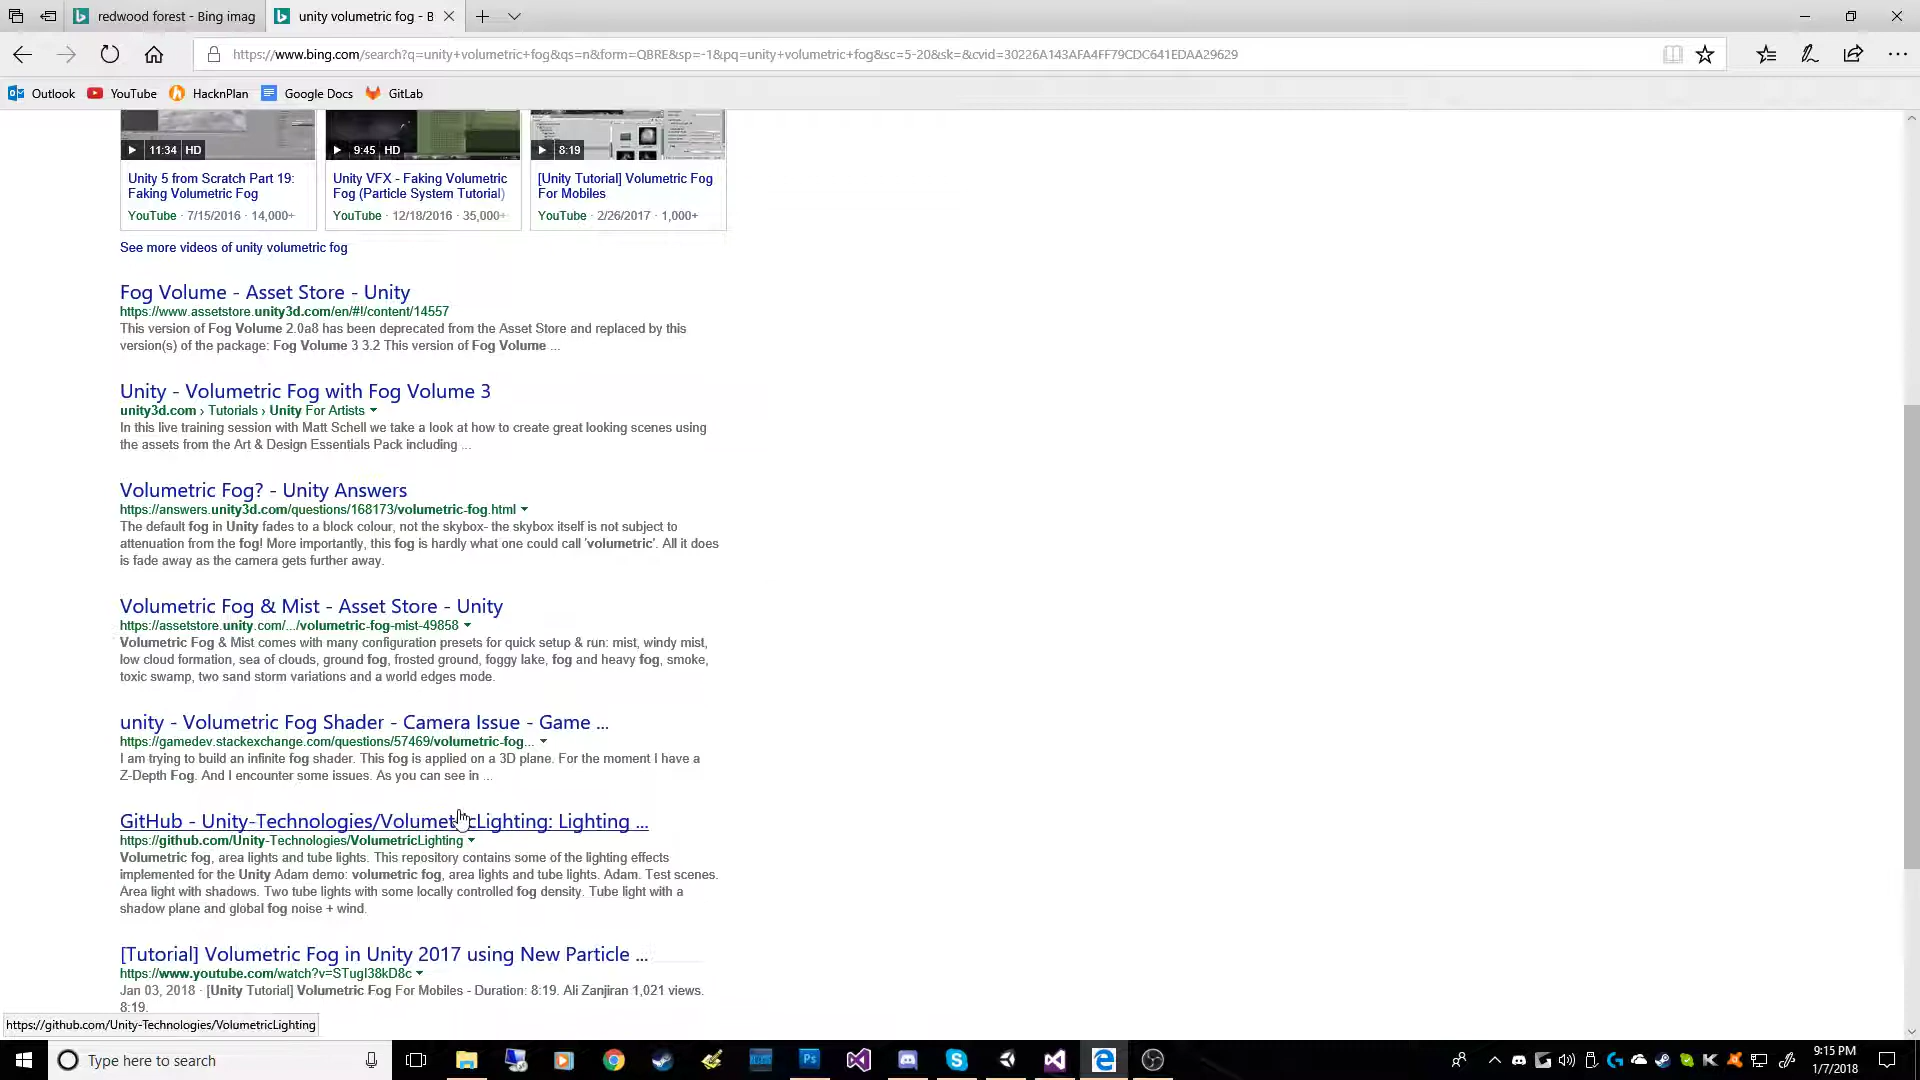 redwood forest - Bing imag
unity volumetric fog - B
https://www.bing.com/search?q=unity+volumetric+fog&qs=n&form=QBRE&sp=-1&pq=unity+volumetric+fog&sc=5-20&sk=&cvid=30226A143AFA4FF79CDC641EDAA29629
Outlook YouTube HacknPlan Google Docs GitLab
11:34 HD 9:45 HD 8:19
Unity 5 from Scratch Part 19:
Faking Volumetric Fog
YouTube · 7/15/2016 · 14,000+
Unity VFX - Faking Volumetric
Fog (Particle System Tutorial)
YouTube · 12/18/2016 · 35,000+
[Unity Tutorial] Volumetric Fog
For Mobiles
YouTube · 2/26/2017 · 1,000+
See more videos of unity volumetric fog
Fog Volume - Asset Store - Unity
https://www.assetstore.unity3d.com/en/#!/content/14557
This version of Fog Volume 2.0a8 has been deprecated from the Asset Store and replaced by this
version(s) of the package: Fog Volume 3 3.2 This version of Fog Volume ...
Unity - Volumetric Fog with Fog Volume 3
unity3d.com › Tutorials › Unity For Artists
In this live training session with Matt Schell we take a look at how to create great looking scenes using
the assets from the Art & Design Essentials Pack including ...
Volumetric Fog? - Unity Answers
https://answers.unity3d.com/questions/168173/volumetric-fog.html
The default fog in Unity fades to a block colour, not the skybox- the skybox itself is not subject to
attenuation from the fog! More importantly, this fog is hardly what one could call 'volumetric'. All it does
is fade away as the camera gets further away.
Volumetric Fog & Mist - Asset Store - Unity
https://assetstore.unity.com/.../volumetric-fog-mist-49858
Volumetric Fog & Mist comes with many configuration presets for quick setup & run: mist, windy mist,
low cloud formation, sea of clouds, ground fog, frosted ground, foggy lake, fog and heavy fog, smoke,
toxic swamp, two sand storm variations and a world edges mode.
unity - Volumetric Fog Shader - Camera Issue - Game ...
https://gamedev.stackexchange.com/questions/57469/volumetric-fog...
I am trying to build an infinite fog shader. This fog is applied on a 3D plane. For the moment I have a
Z-Depth Fog. And I encounter some issues. As you can see in ...
GitHub - Unity-Technologies/VolumetricLighting: Lighting ...
https://github.com/Unity-Technologies/VolumetricLighting
Volumetric fog, area lights and tube lights. This repository contains some of the lighting effects
implemented for the Unity Adam demo: volumetric fog, area lights and tube lights. Adam. Test scenes.
Area light with shadows. Two tube lights with some locally controlled fog density. Tube light with a
shadow plane and global fog noise + wind.
[Tutorial] Volumetric Fog in Unity 2017 using New Particle ...
https://www.youtube.com/watch?v=STugI38kD8c
Jan 03, 2018 · [Unity Tutorial] Volumetric Fog For Mobiles - Duration: 8:19. Ali Zanjiran 1,021 views.
8:19.
https://github.com/Unity-Technologies/VolumetricLighting
Type here to search
Ps
9:15 PM
1/7/2018